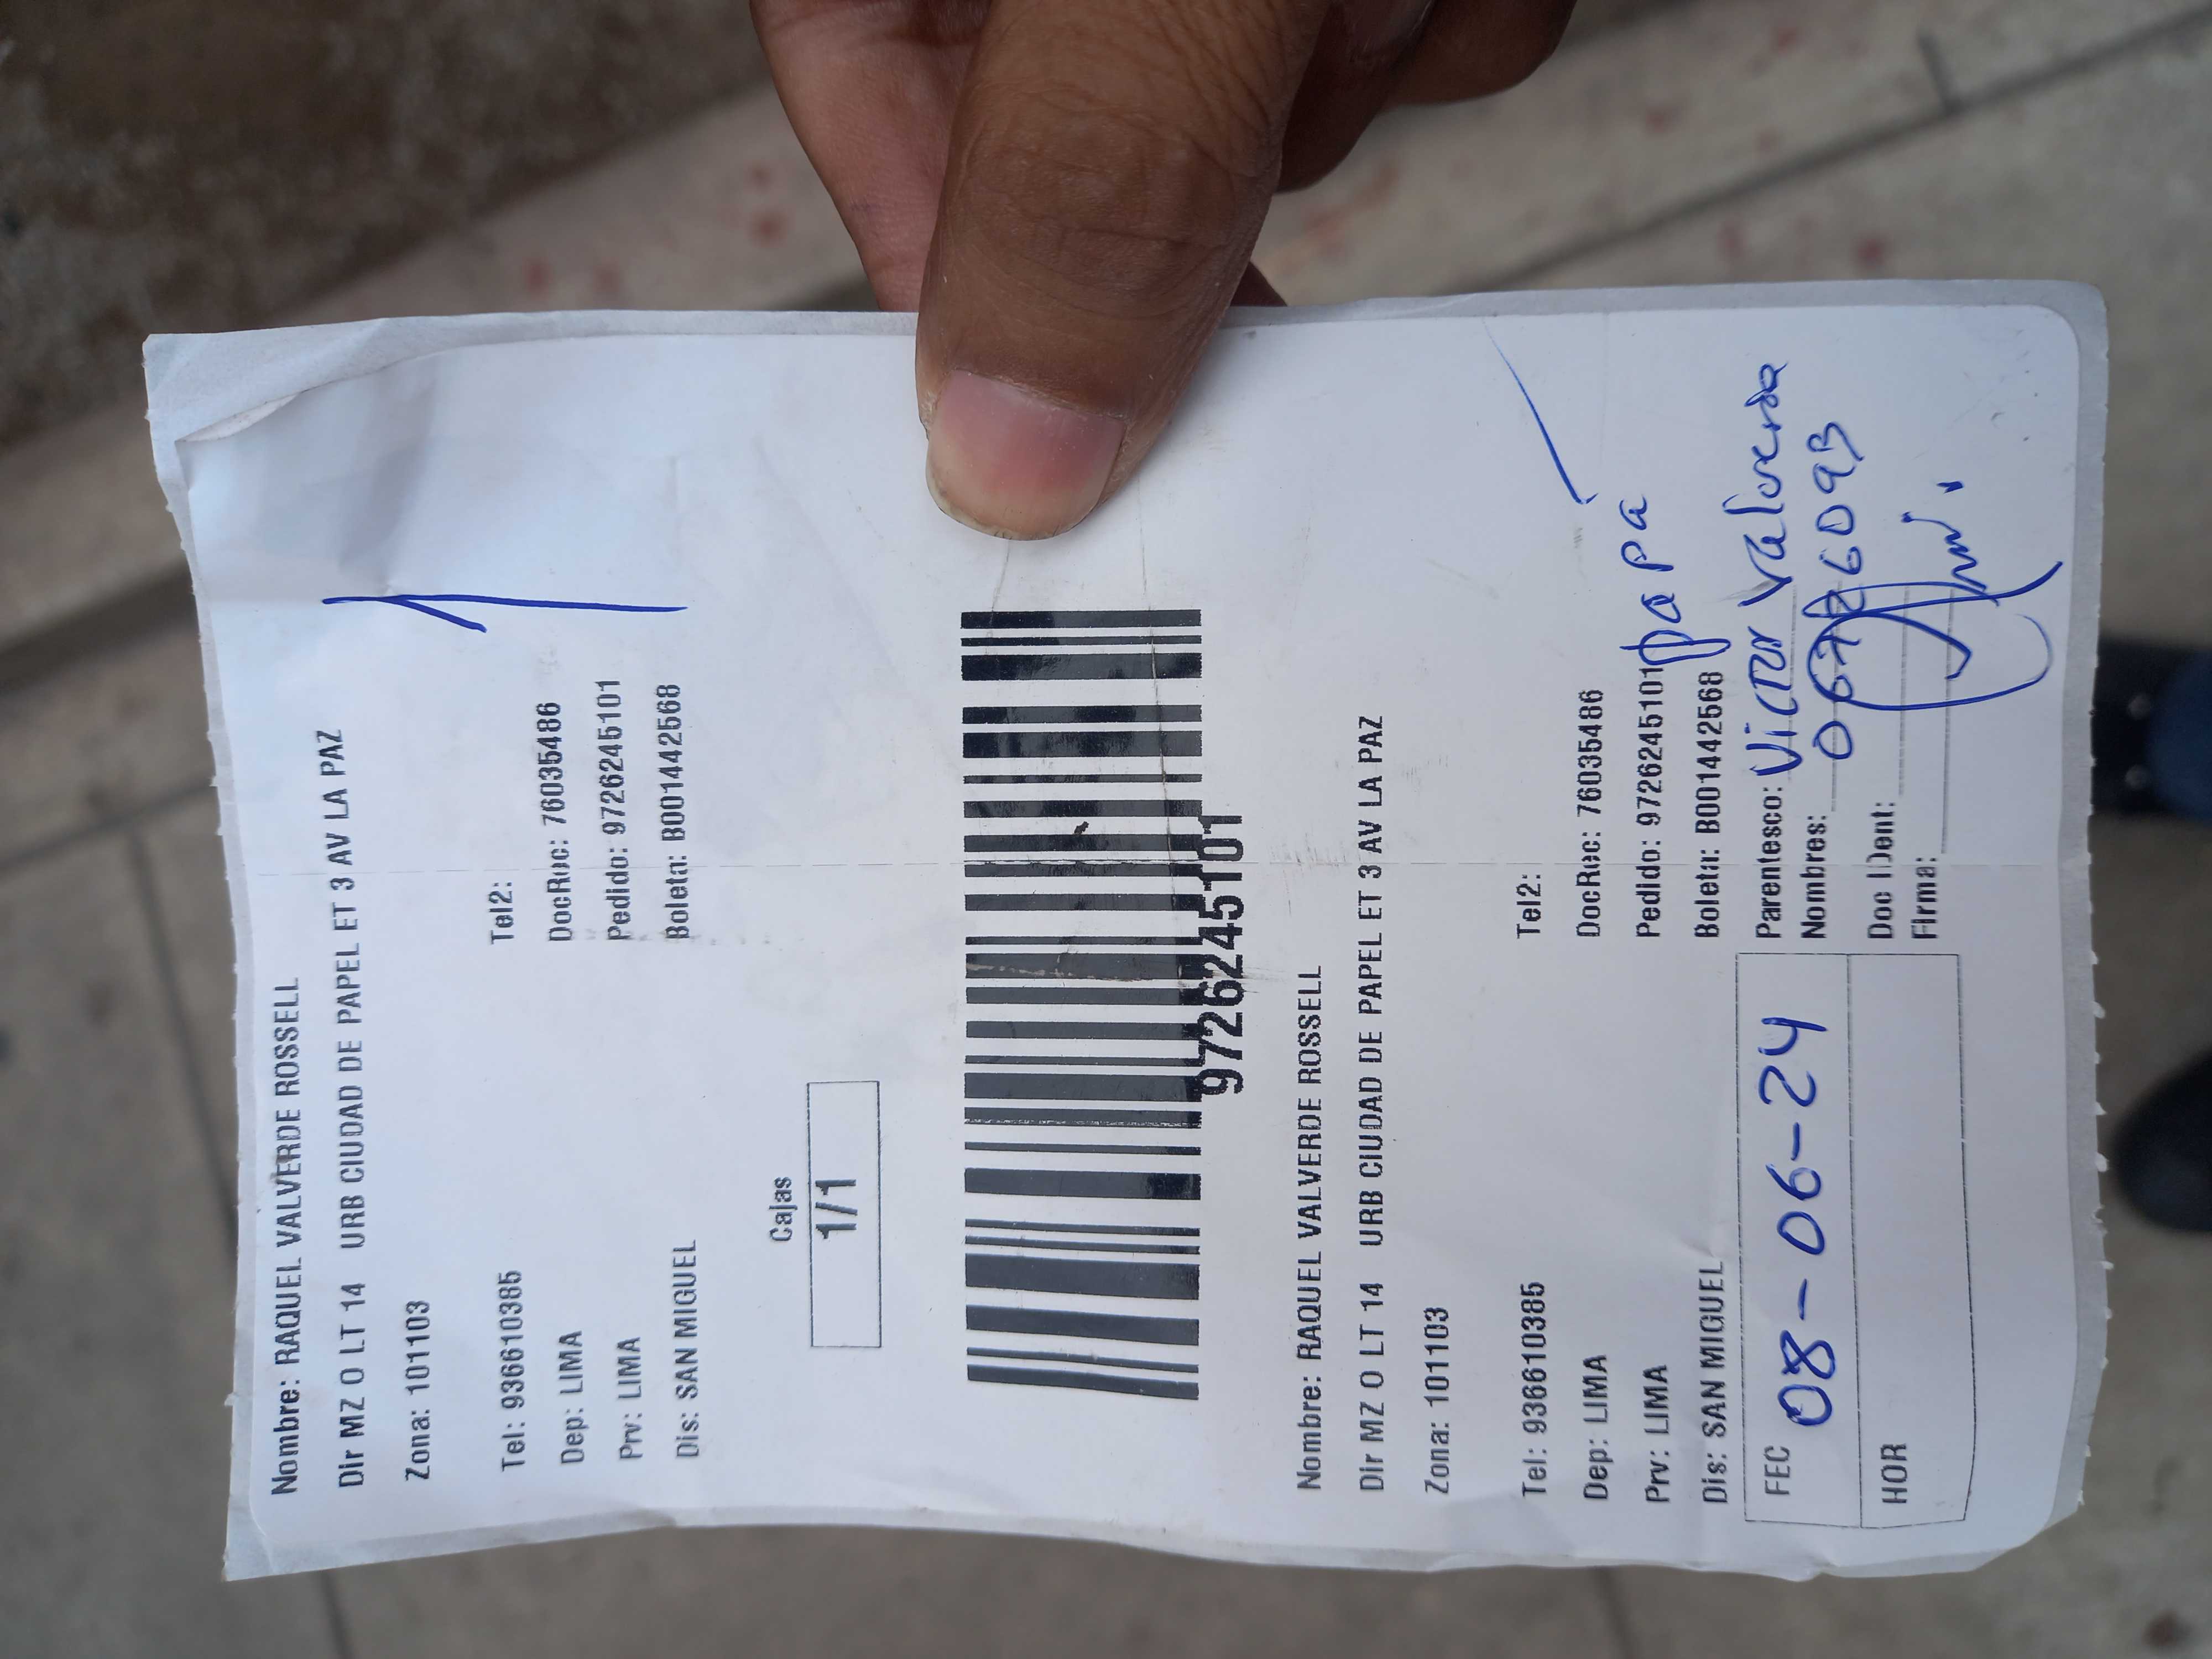 Nombre: RAQUEL VALVERDE ROSSELL
Dir MZ O LT 14 URB CIUDAD DE PAPEL ET 3 AV LA PAZ
Zona: 101103
Tel: 936610385 Tel2:
Dep: LIMA DocRec: 76035486
Prv: LIMA Pedido: 9726245101
Dis: SAN MIGUEL Boleta: B001442568
Cajas
1/1
9726245101
Nombre: RAQUEL VALVERDE ROSSELL
Dir MZ O LT 14 URB CIUDAD DE PAPEL ET 3 AV LA PAZ
Zona: 101103
Tel: 936610385 Tel2:
Dep: LIMA DocRec: 76035486
Prv: LIMA Pedido: 9726245101
Dis: SAN MIGUEL Boleta: B001442568 papa
FEC 08-06-24 Parentesco: Victor Valverde
Nombres:
HOR Doc IDent:
Firma: